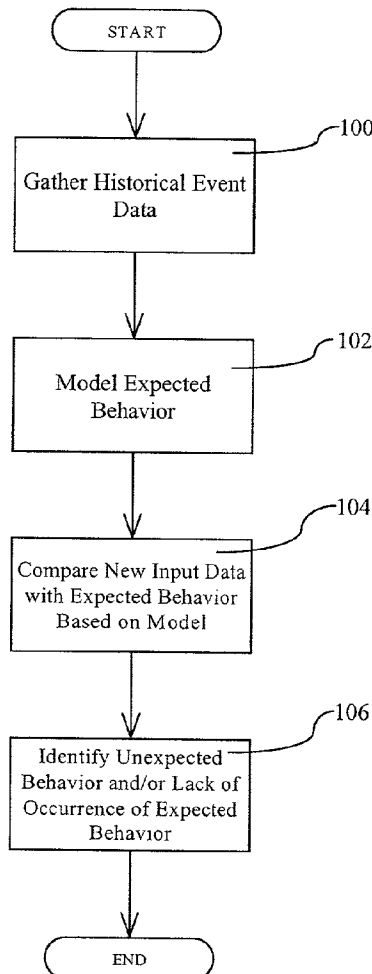 START
100
Gather Historical Event
Data
102
Model Expected
Behavior
104
Compare New Input Data
with Expected Behavior
Based on Model
106
Identify Unexpected
Behavior and/or Lack of
Occurrence of Expected
Behavior
END